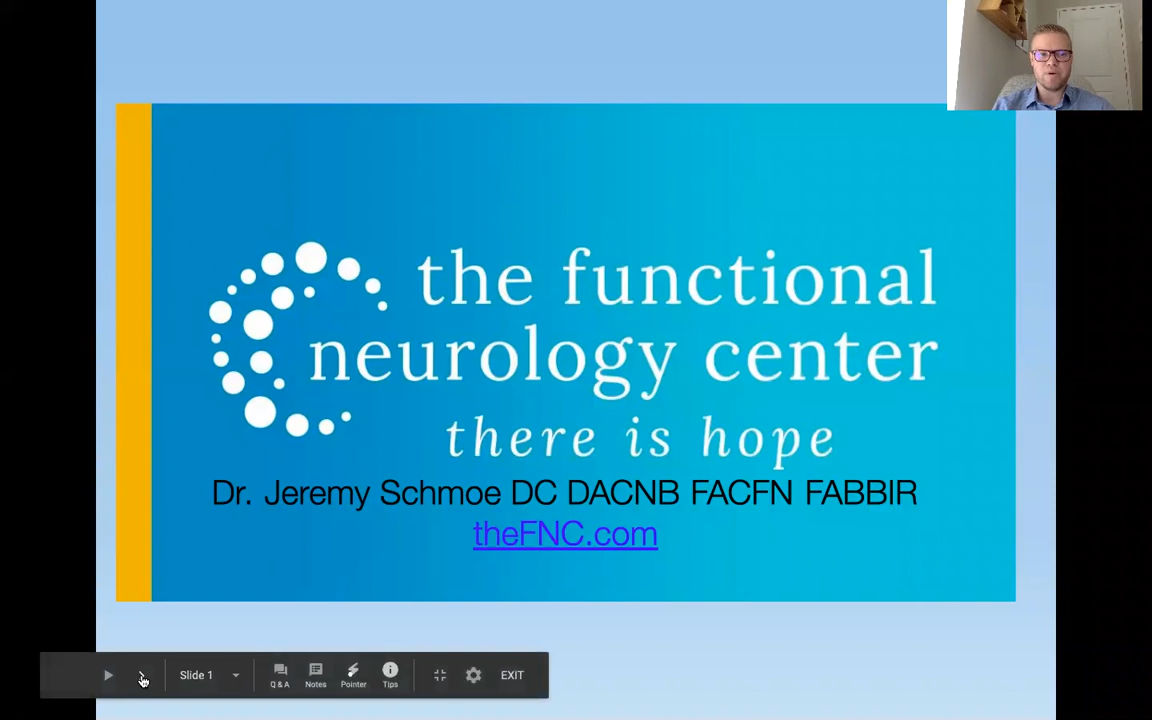 the functional
neurology center
there is hope
Dr. Jeremy Schmoe DC DACNB FACFN FABBIR
theFNC.com
Slide 1
Q & A
Notes
Pointer
Tips
EXIT